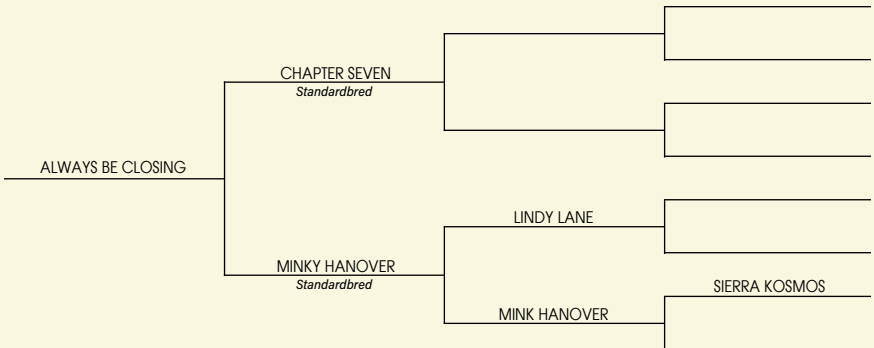 CHAPTER SEVEN
Standardbred
ALWAYS BE CLOSING
LINDY LANE
MINKY HANOVER
Standardbred
SIERRA KOSMOS
MINK HANOVER